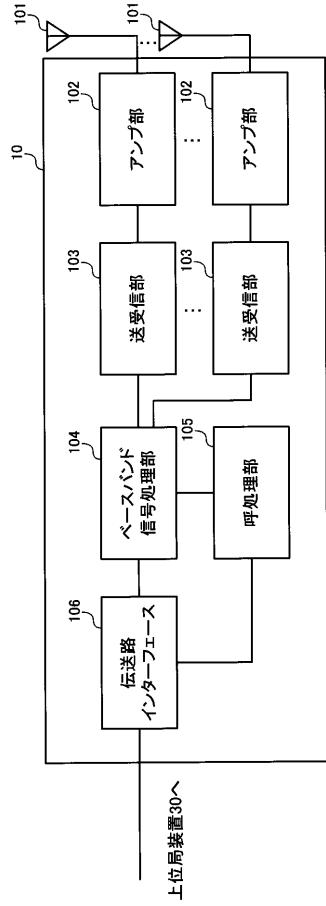 10
101
101
102
アンプ部
102
アンプ部
103
送受信部
103
送受信部
104
ベースバンド
信号処理部
105
呼処理部
106
伝送路
インターフェース
上位局装置30へ